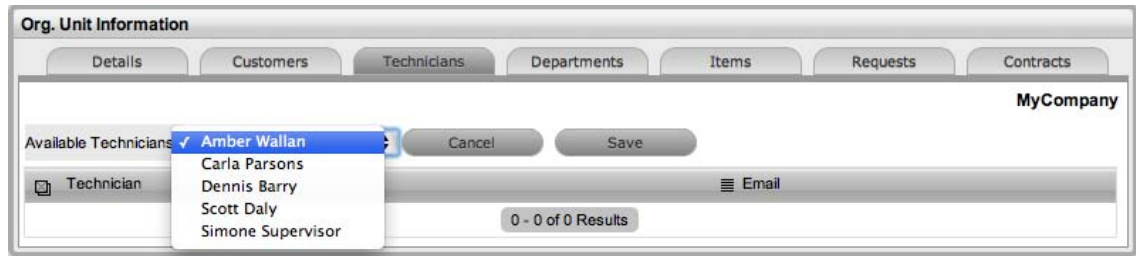 Org. Unit Information
Details Customers Technicians Departments Items Requests Contracts
MyCompany
Available Technicians ✓ Amber Wallan Cancel Save
Carla Parsons
Technician Dennis Barry Email
Scott Daly 0 - 0 of 0 Results
Simone Supervisor